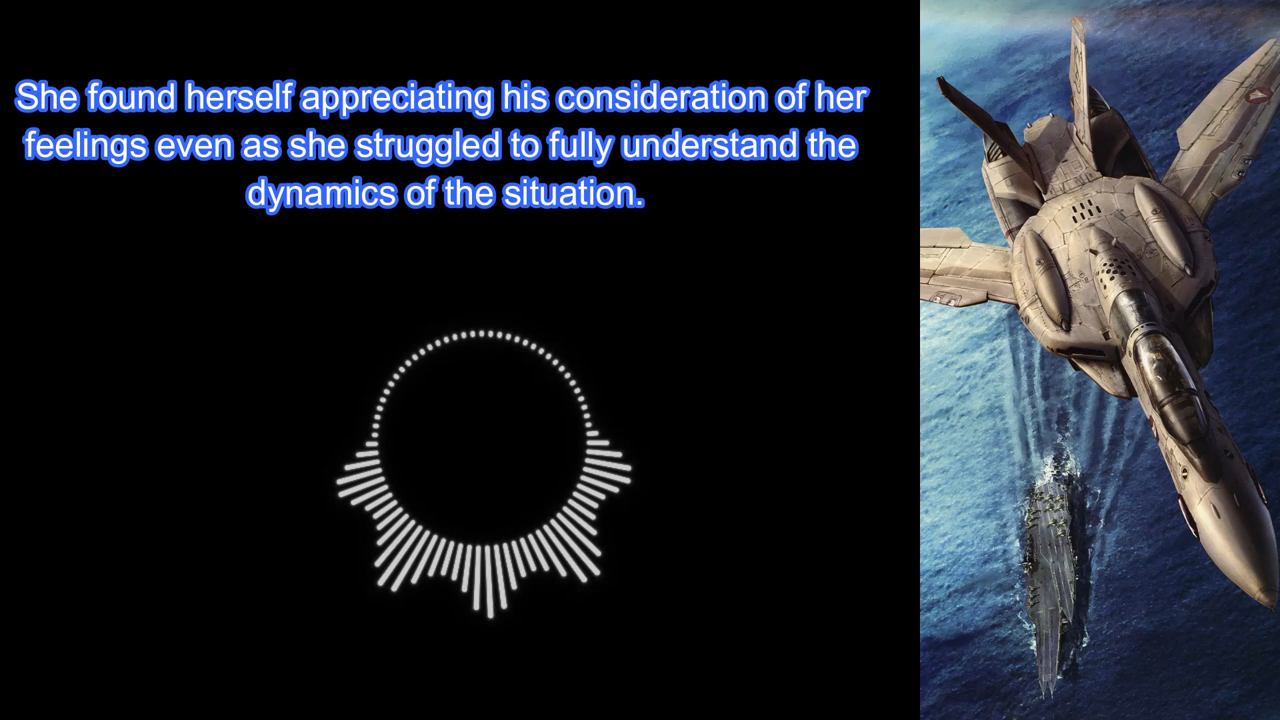 She found herself appreciating his consideration of her
feelings even as she struggled to fully understand the
dynamics of the situation.